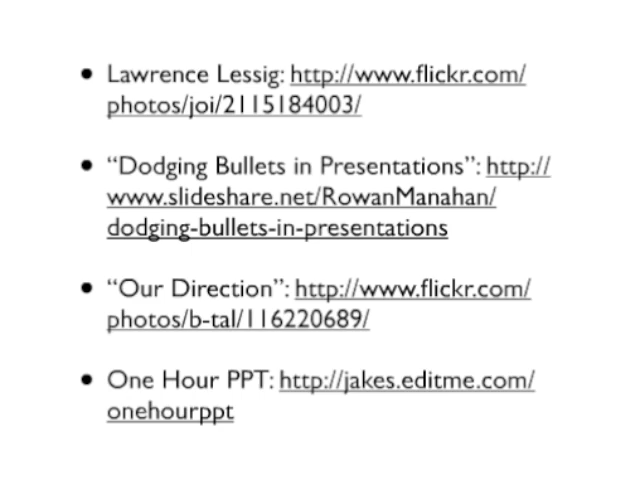 • Lawrence Lessig: http://www.flickr.com/
photos/joi/2115184003/
• “Dodging Bullets in Presentations”: http://
www.slideshare.net/RowanManahan/
dodging-bullets-in-presentations
• “Our Direction”: http://www.flickr.com/
photos/b-tal/116220689/
• One Hour PPT: http://jakes.editme.com/
onehourppt